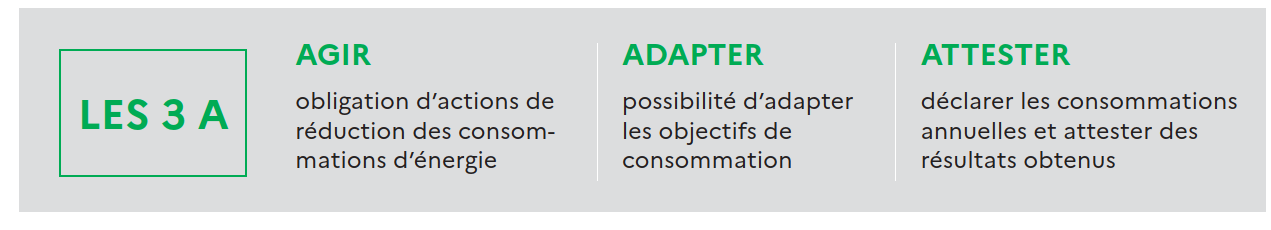 LES 3 A
AGIR
obligation d’actions de
réduction des consom-
mations d’énergie
ADAPTER
possibilité d’adapter
les objectifs de
consommation
ATTESTER
déclarer les consommations
annuelles et attester des
résultats obtenus